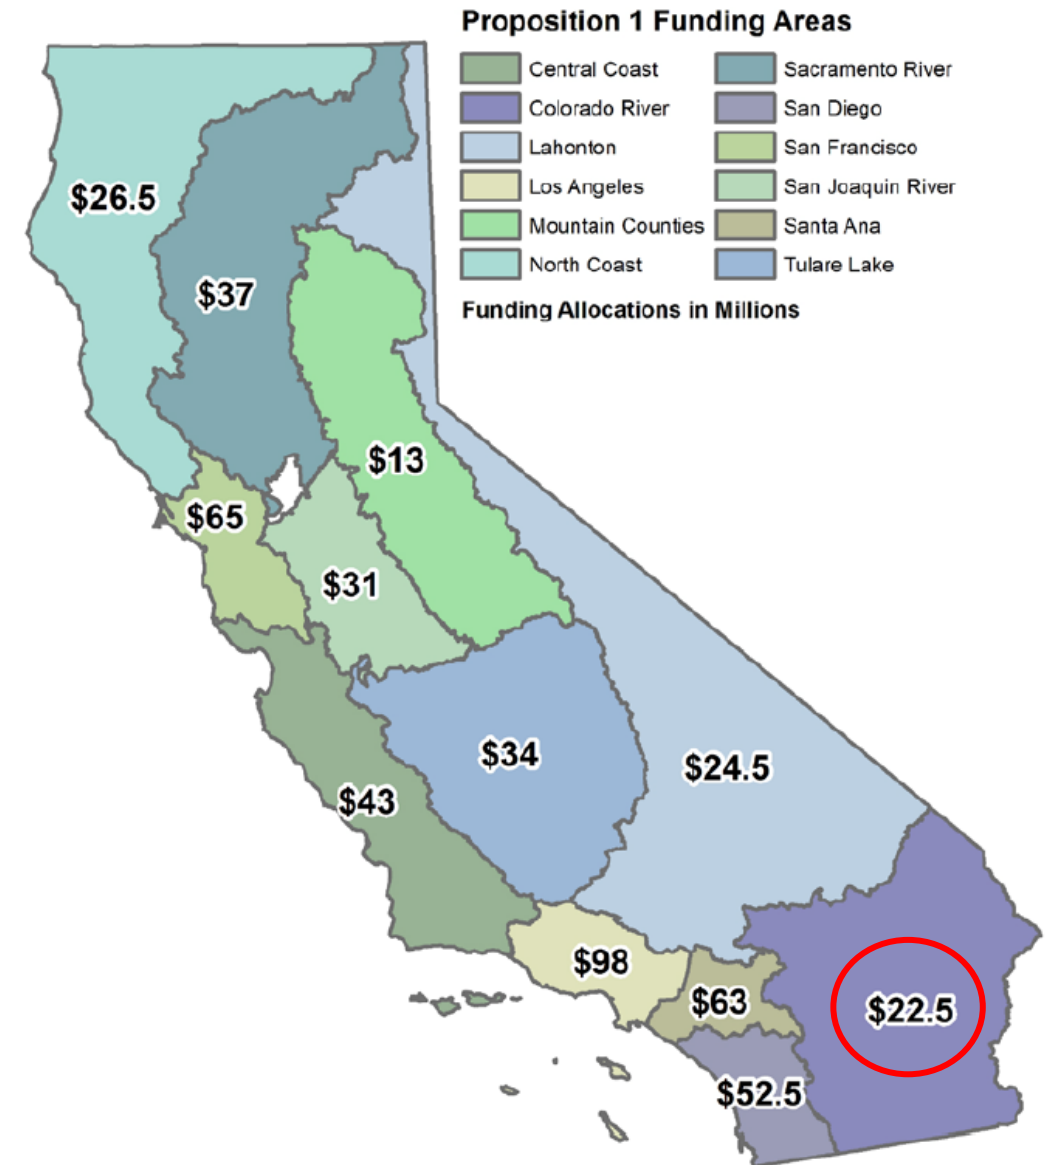 Proposition 1 Funding Areas
Central Coast
Colorado River
Lahonton
Los Angeles
Mountain Counties
North Coast
Sacramento River
San Diego
San Francisco
San Joaquin River
Santa Ana
Tulare Lake
Funding Allocations in Millions
$26.5
$37
$13
$65
$31
$34
$24.5
$43
$98
$63
$22.5
$52.5